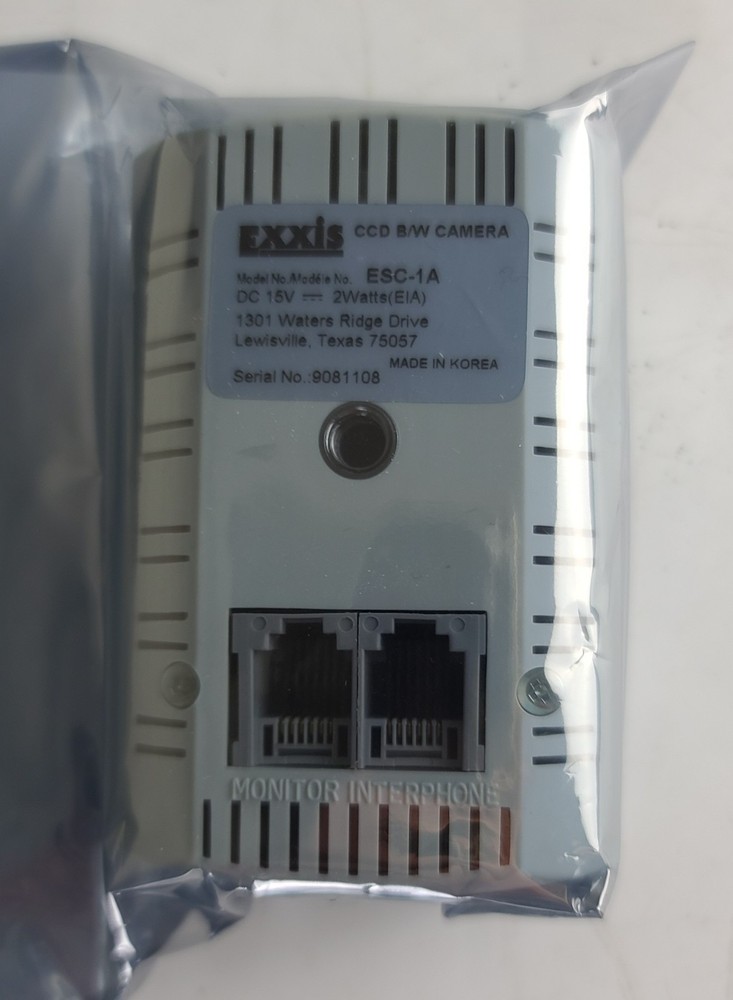 EXXIS CCD B/W CAMERA
Model No./Modéle No. ESC-1A
DC 15V ⎓ 2Watts(EIA)
1301 Waters Ridge Drive
Lewisville, Texas 75057
MADE IN KOREA
Serial No.:9081108
MONITOR INTERPHONE